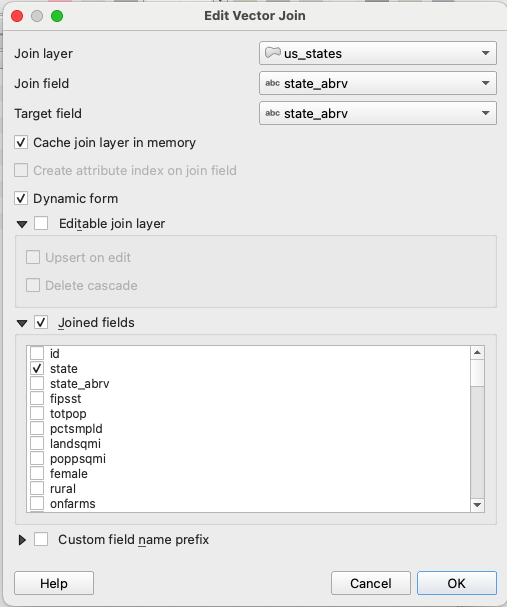 Edit Vector Join
Join layer us_states
Join field abc state_abrv
Target field abc state_abrv
Cache join layer in memory
Create attribute index on join field
Dynamic form
Editable join layer
Upsert on edit
Delete cascade
Joined fields
id
state
state_abrv
fipsst
totpop
pctsmpld
landsqmi
poppsqmi
female
rural
onfarms
Custom field name prefix
Help Cancel OK